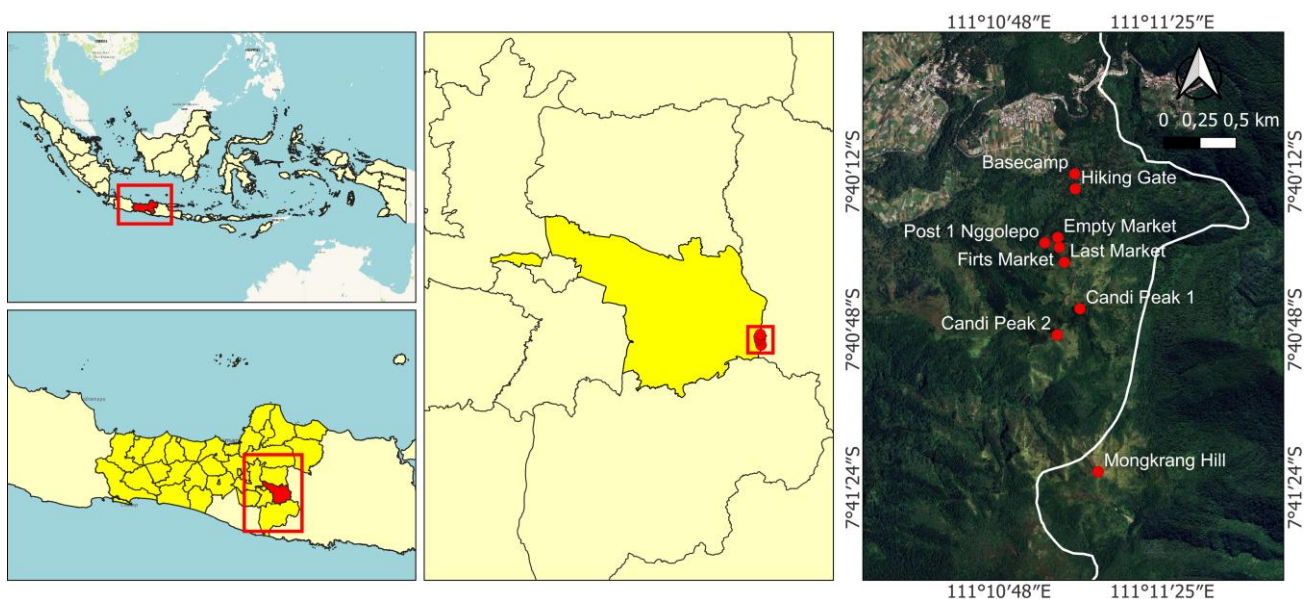 111°10'48"E
111°11'25"E
0 0,25 0,5 km
7°40'12"S
7°40'12"S
Basecamp
Hiking Gate
Post 1 Nggolepo
Empty Market
Last Market
Firts Market
7°40'48"S
Candi Peak 1
7°40'48"S
Candi Peak 2
7°41'24"S
Mongkrang Hill
7°41'24"S
111°10'48"E
111°11'25"E